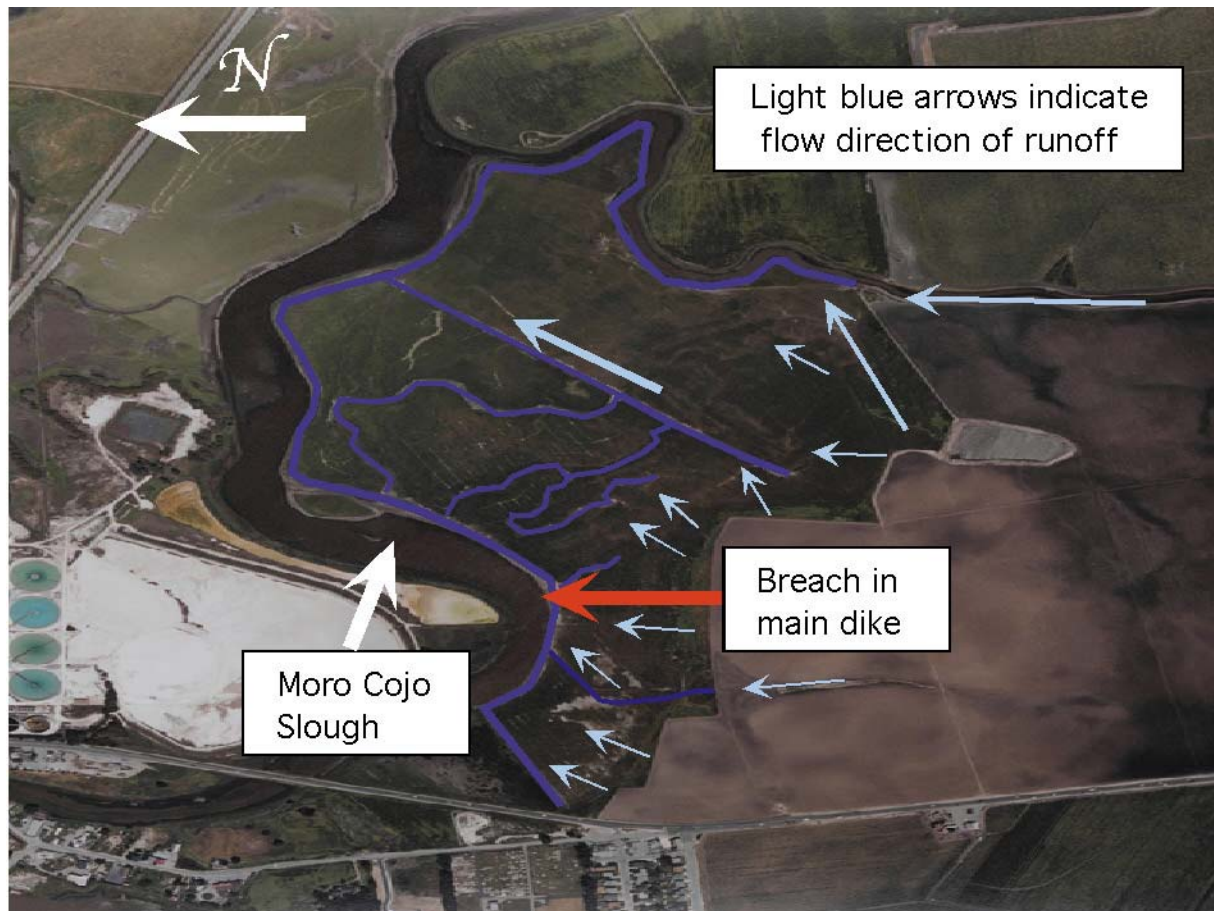 N
Light blue arrows indicate
flow direction of runoff
Breach in
main dike
Moro Cojo
Slough